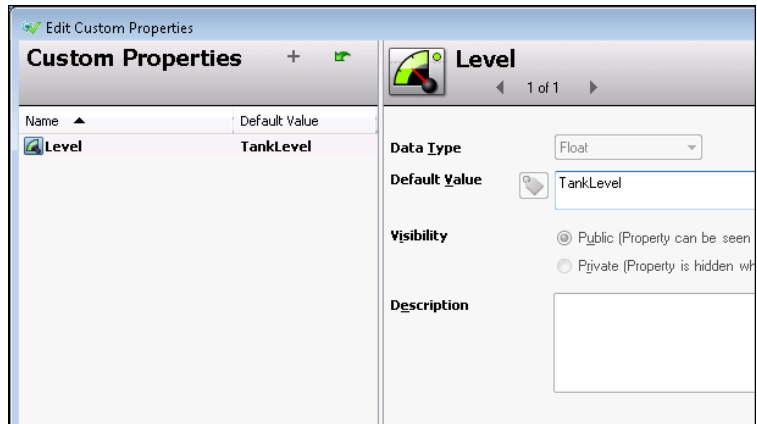 Edit Custom Properties
Custom Properties
Level
1 of 1
Name
Default Value
Level
TankLevel
Data Type
Float
Default Value
TankLevel
Visibility
Public (Property can be seen
Private (Property is hidden wh
Description